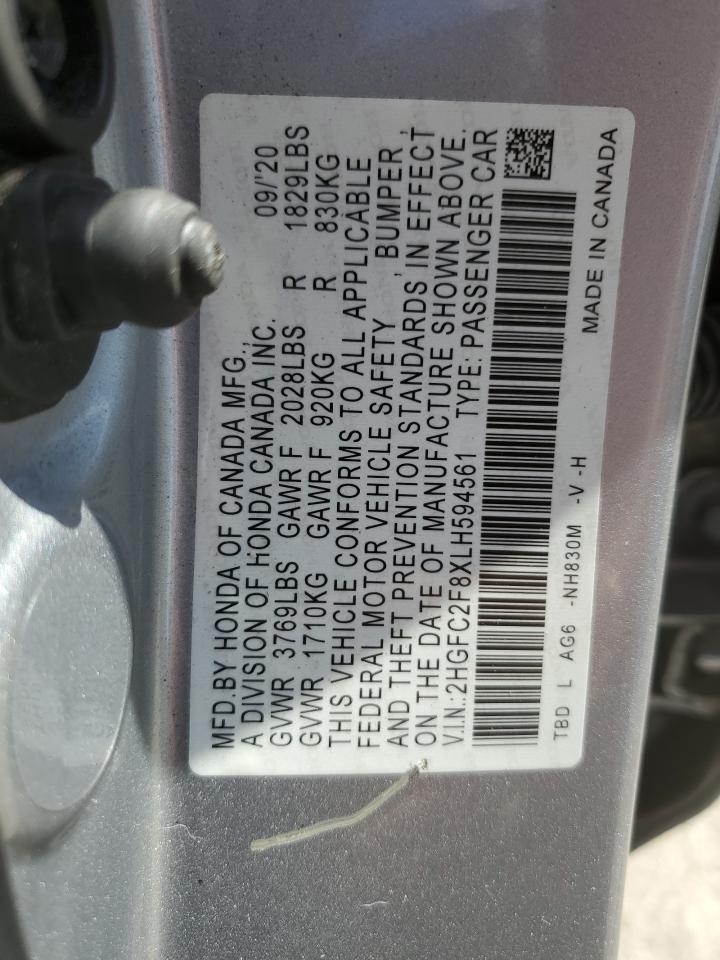 MFD.BY HONDA OF CANADA MFG.,
A DIVISION OF HONDA CANADA INC. 09/'20
GVWR 3769LBS GAWR F 2028LBS R 1829LBS
GVWR 1710KG GAWR F 920KG R 830KG
THIS VEHICLE CONFORMS TO ALL APPLICABLE
FEDERAL MOTOR VEHICLE SAFETY, BUMPER,
AND THEFT PREVENTION STANDARDS IN EFFECT
ON THE DATE OF MANUFACTURE SHOWN ABOVE.
V.I.N.:2HGFC2F8XLH594561 TYPE: PASSENGER CAR
TBD L AG6 -NH830M -V -H MADE IN CANADA